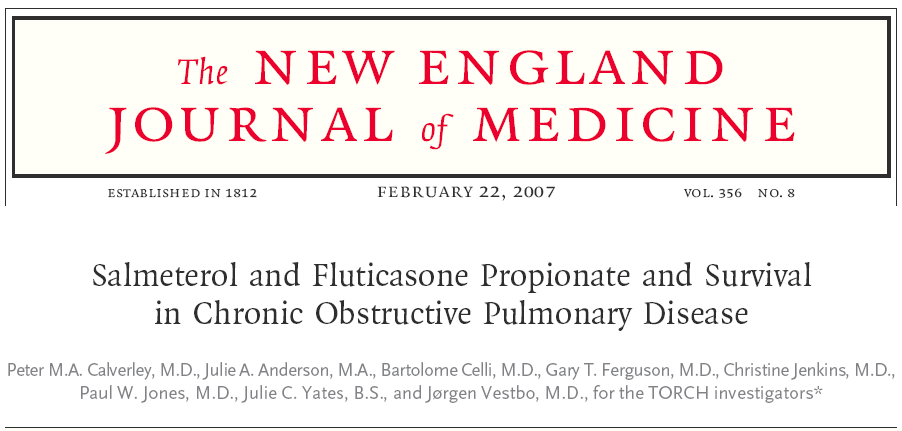 The NEW ENGLAND
JOURNAL of MEDICINE
ESTABLISHED IN 1812 FEBRUARY 22, 2007 VOL. 356 NO. 8
Salmeterol and Fluticasone Propionate and Survival
in Chronic Obstructive Pulmonary Disease
Peter M.A. Calverley, M.D., Julie A. Anderson, M.A., Bartolome Celli, M.D., Gary T. Ferguson, M.D., Christine Jenkins, M.D.,
Paul W. Jones, M.D., Julie C. Yates, B.S., and Jørgen Vestbo, M.D., for the TORCH investigators*